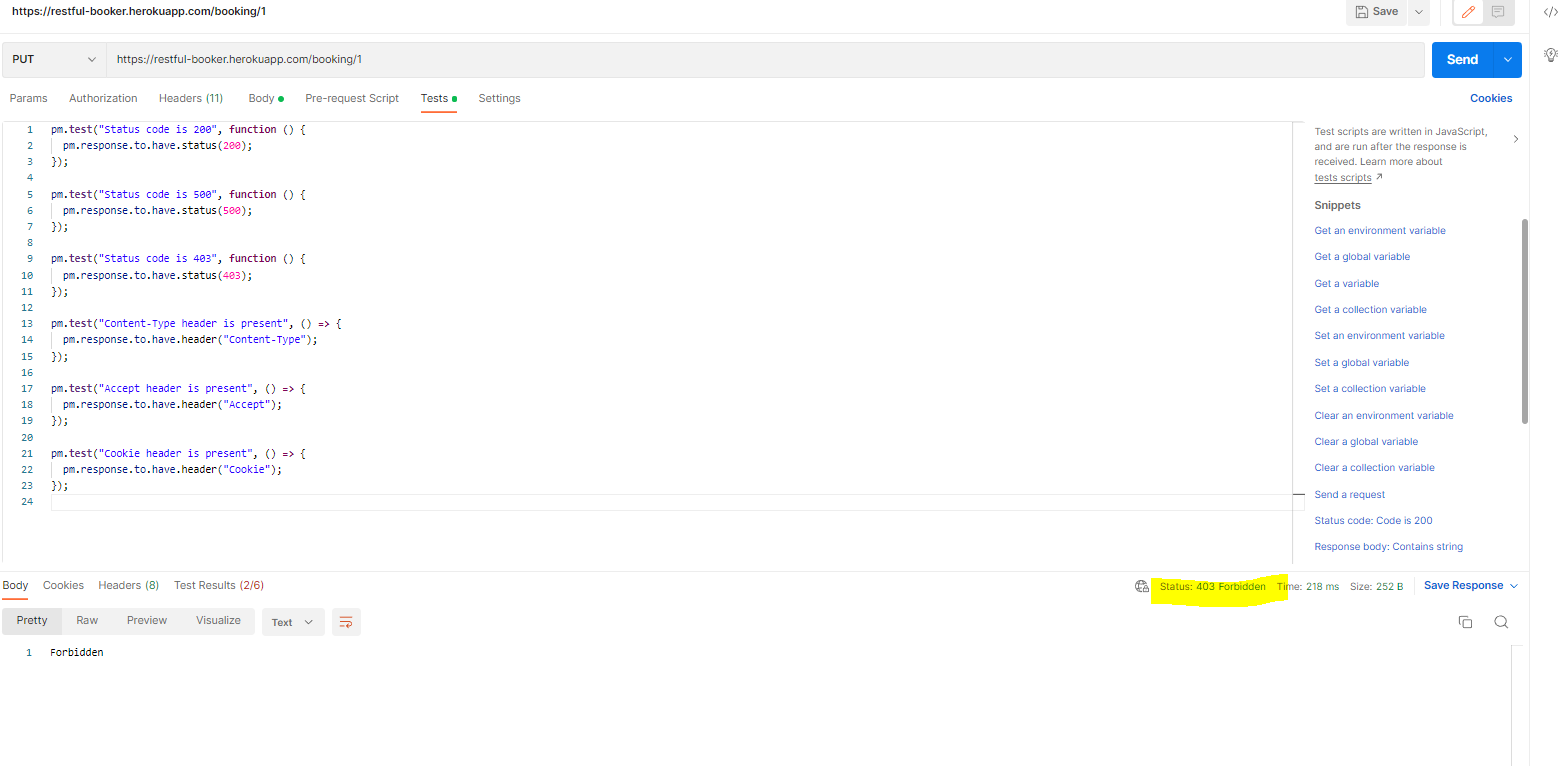 https://restful-booker.herokuapp.com/booking/1
Save
PUT
https://restful-booker.herokuapp.com/booking/1
Send
Params Authorization Headers (11) Body Pre-request Script Tests Settings Cookies
1 pm.test("Status code is 200", function () {
2 pm.response.to.have.status(200);
3 });
4
5 pm.test("Status code is 500", function () {
6 pm.response.to.have.status(500);
7 });
8
9 pm.test("Status code is 403", function () {
10 pm.response.to.have.status(403);
11 });
12
13 pm.test("Content-Type header is present", () => {
14 pm.response.to.have.header("Content-Type");
15 });
16
17 pm.test("Accept header is present", () => {
18 pm.response.to.have.header("Accept");
19 });
20
21 pm.test("Cookie header is present", () => {
22 pm.response.to.have.header("Cookie");
23 });
24
Test scripts are written in JavaScript,
and are run after the response is
received. Learn more about
tests scripts
Snippets
Get an environment variable
Get a global variable
Get a variable
Get a collection variable
Set an environment variable
Set a global variable
Set a collection variable
Clear an environment variable
Clear a global variable
Clear a collection variable
Send a request
Status code: Code is 200
Response body: Contains string
Body Cookies Headers (8) Test Results (2/6) Status: 403 Forbidden Time: 218 ms Size: 252 B Save Response
Pretty Raw Preview Visualize Text
1 Forbidden